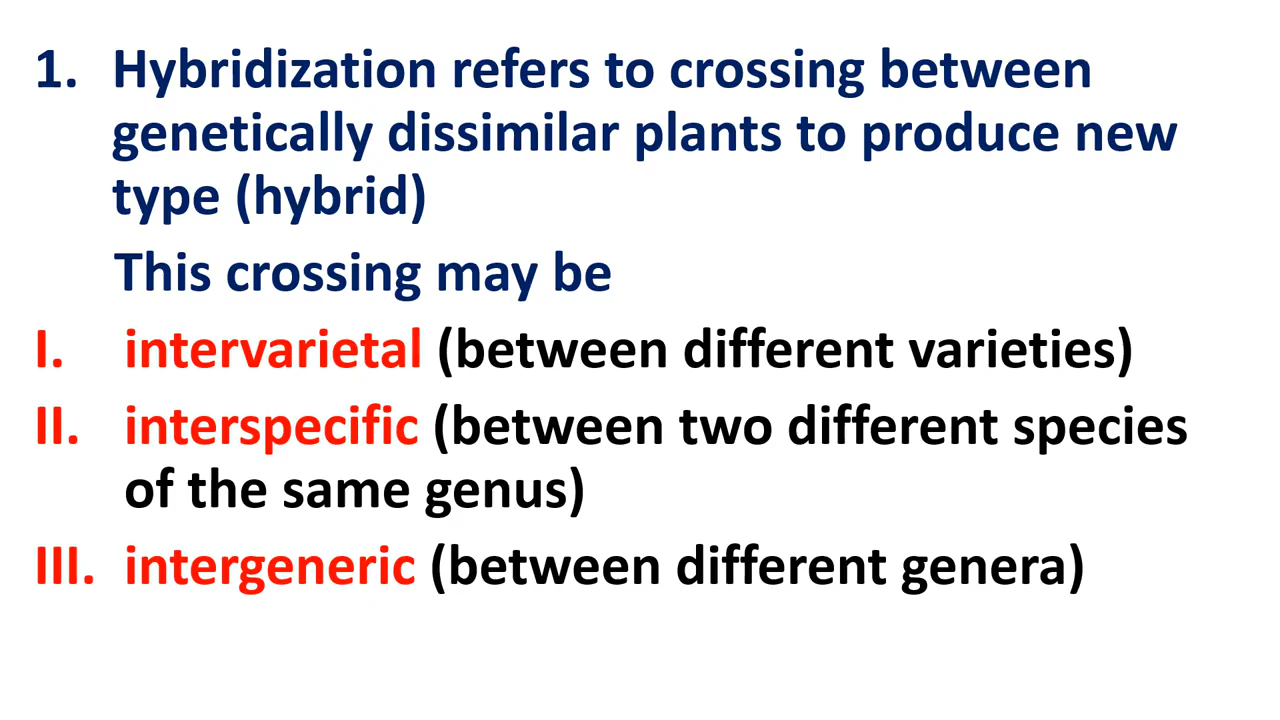 1. Hybridization refers to crossing between
genetically dissimilar plants to produce new
type (hybrid)
This crossing may be
I. intervarietal (between different varieties)
II. interspecific (between two different species
of the same genus)
III. intergeneric (between different genera)